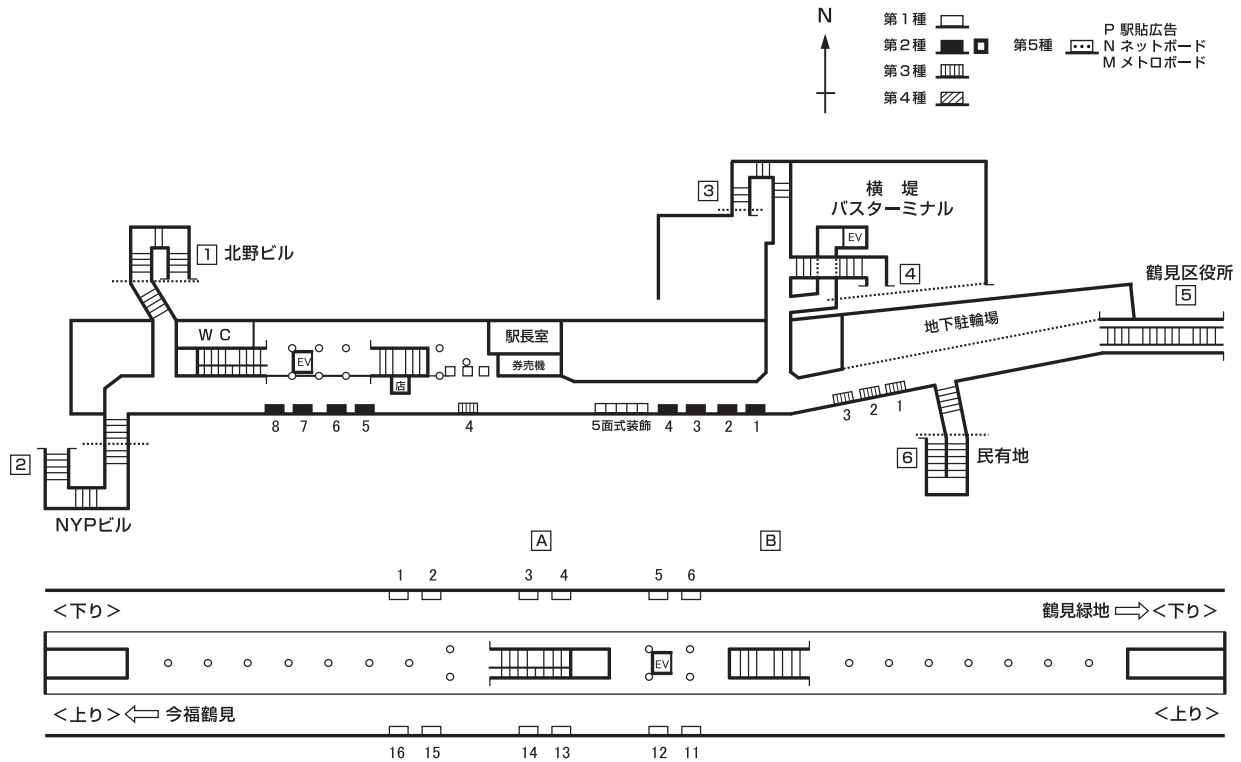 N
第1種
第2種
第3種
第4種
第5種
P 駅貼広告
N ネットボード
M メトロボード
3
横 堤
バスターミナル
EV
4
1 北野ビル
鶴見区役所
5
地下駐輪場
WC
EV
店
駅長室
券売機
8 7 6 5 4 5面式装飾 4 3 2 1
3 2 1
2
NYPビル
6 民有地
A B
1 2 3 4 5 6
＜下り＞
鶴見緑地 ⇨ ＜下り＞
EV
＜上り＞ ⇦ 今福鶴見
＜上り＞
16 15 14 13 12 11